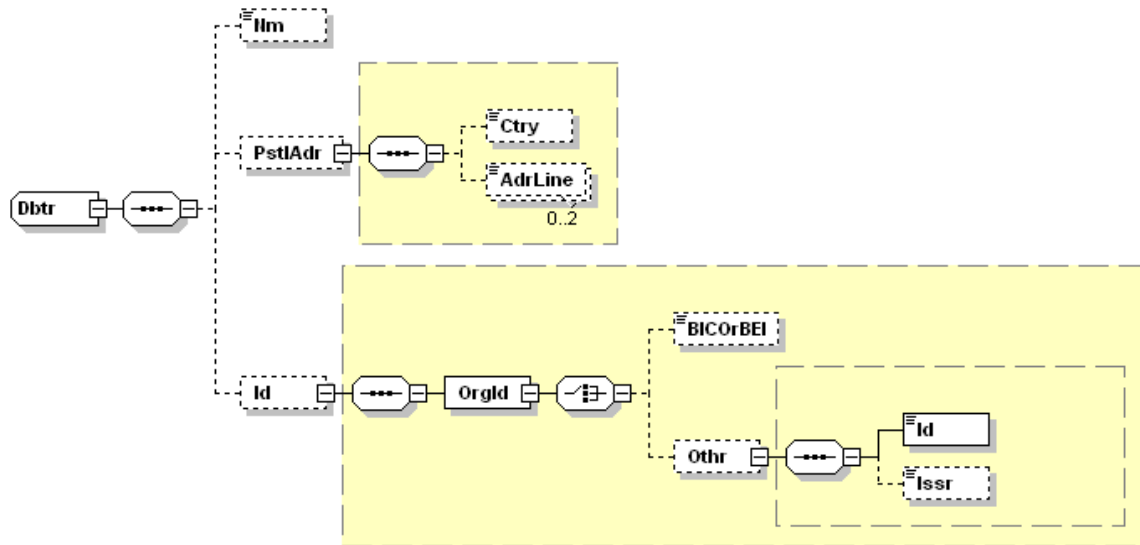 Nm
Ctry
PstlAdr
AdrLine
0..2
Dbtr
BICOrBEI
Id
OrgId
Id
Othr
Issr